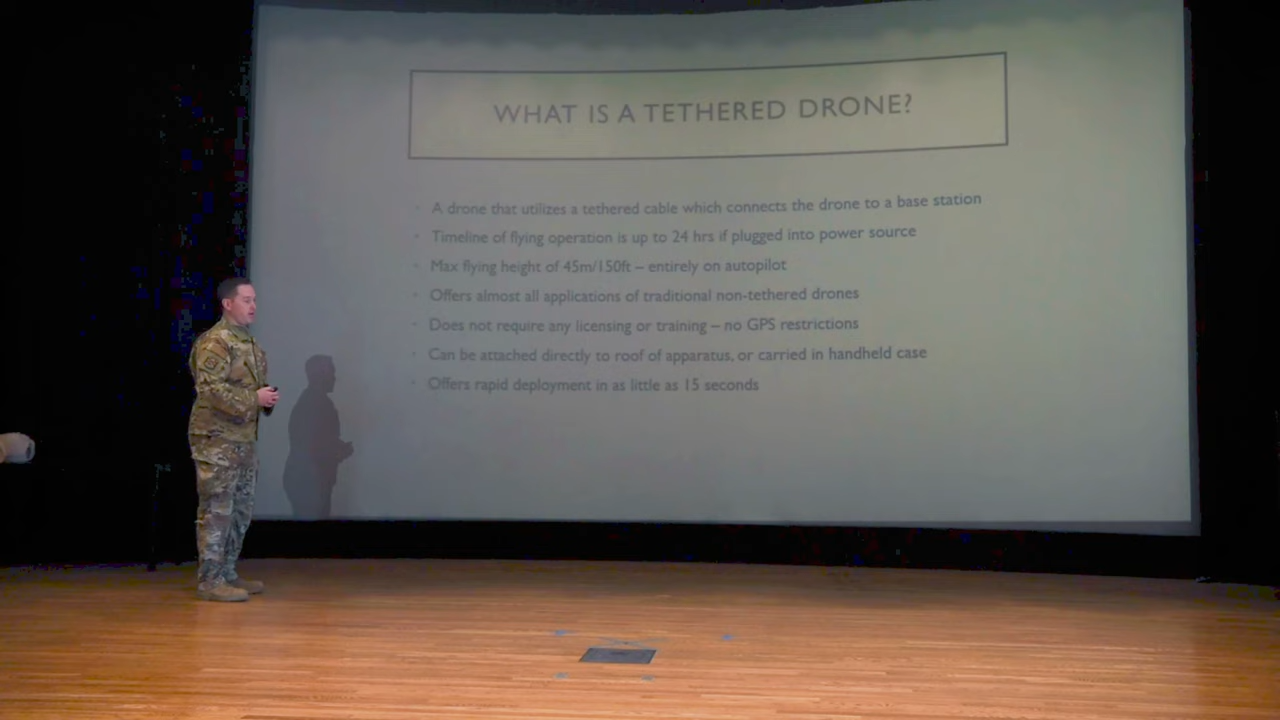 WHAT IS A TETHERED DRONE?
A drone that utilizes a tethered cable which connects the drone to a base station
Timeline of flying operation is up to 24 hrs if plugged into power source
Max flying height of 45m/150ft – entirely on autopilot
Offers almost all applications of traditional non-tethered drones
Does not require any licensing or training – no GPS restrictions
Can be attached directly to roof of apparatus, or carried in handheld case
Offers rapid deployment in as little as 15 seconds